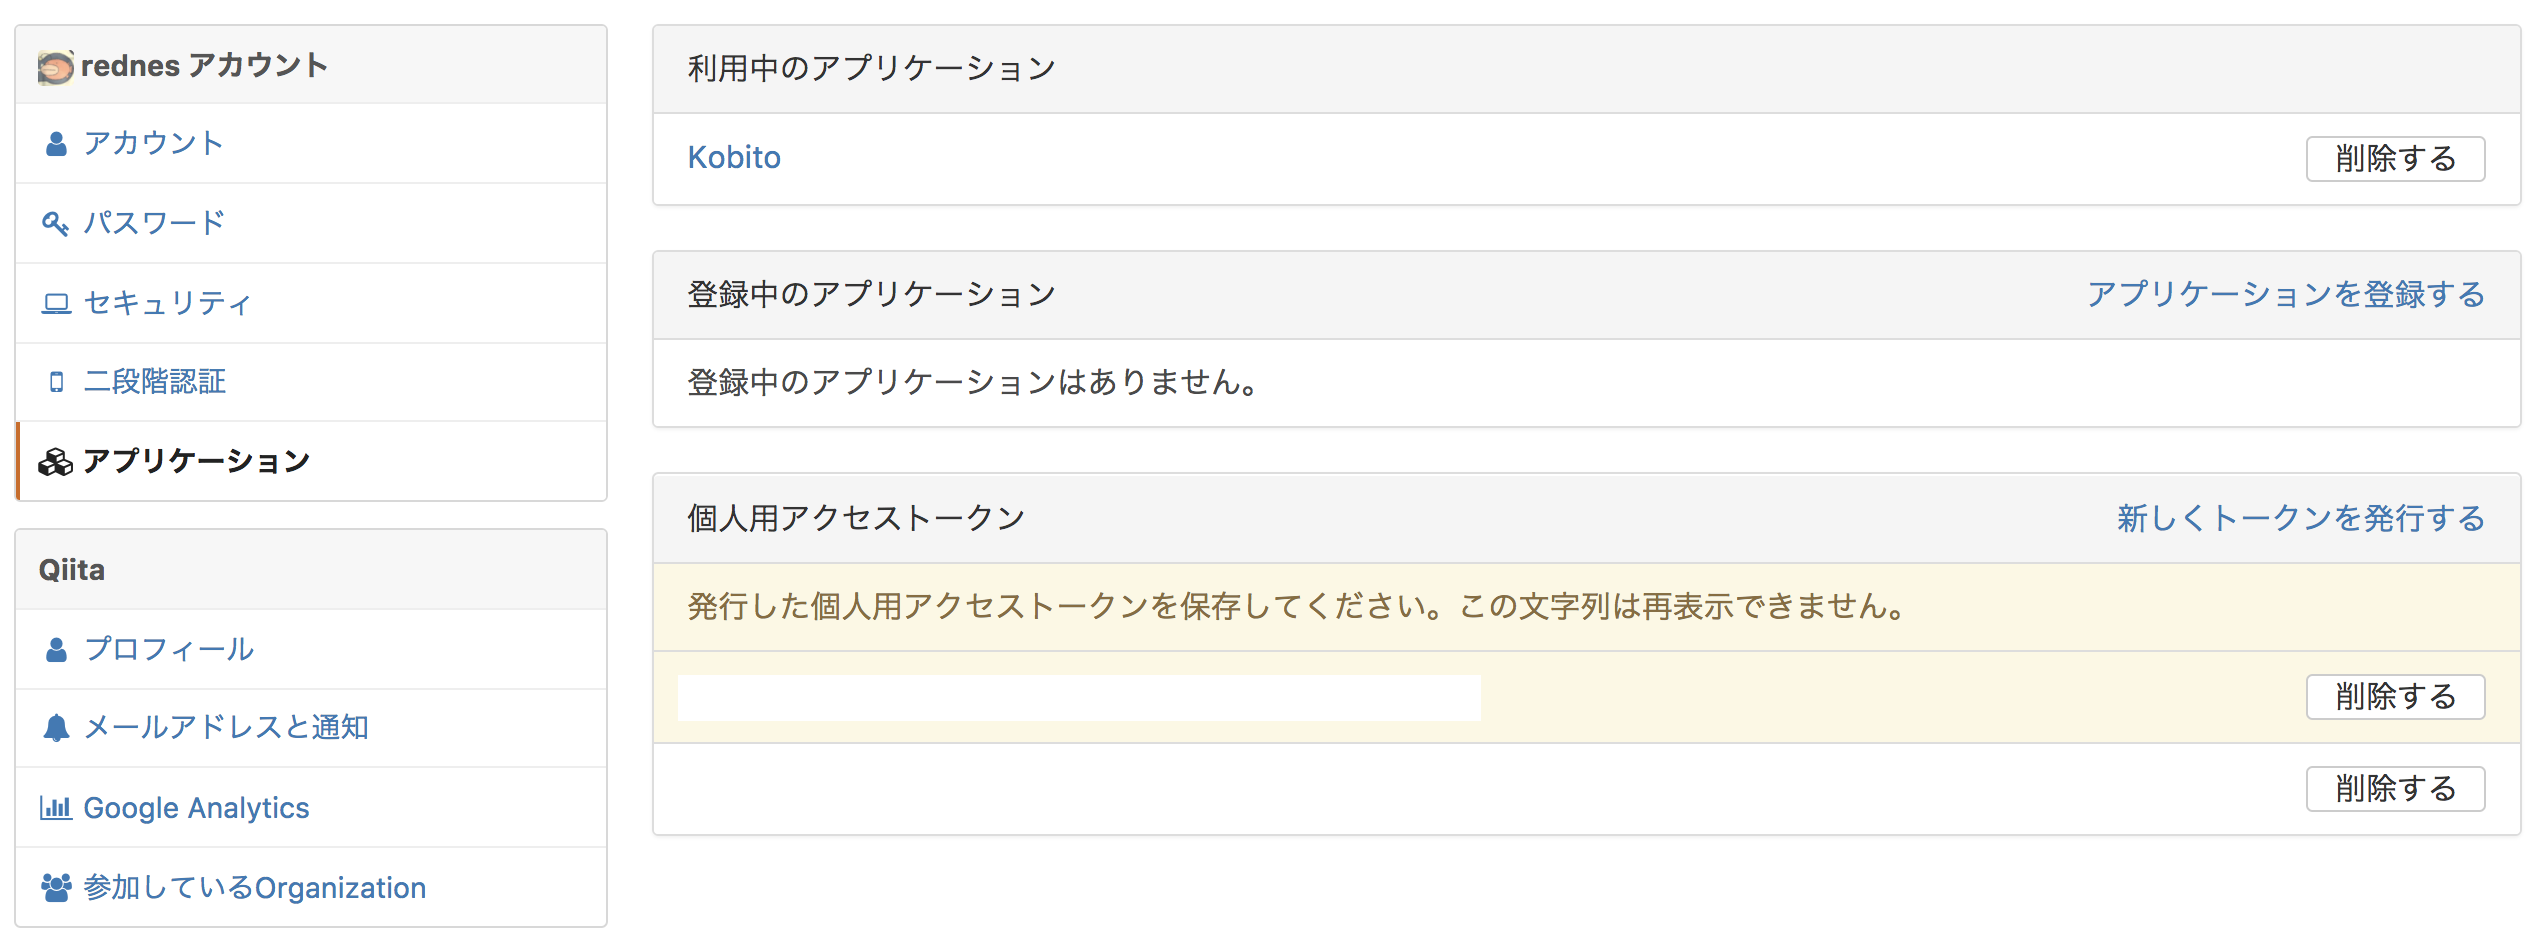 rednes アカウント
アカウント
パスワード
セキュリティ
二段階認証
アプリケーション
Qiita
プロフィール
メールアドレスと通知
Google Analytics
参加しているOrganization
利用中のアプリケーション
Kobito
削除する
登録中のアプリケーション
アプリケーションを登録する
登録中のアプリケーションはありません。
個人用アクセストークン
新しくトークンを発行する
発行した個人用アクセストークンを保存してください。この文字列は再表示できません。
削除する
削除する